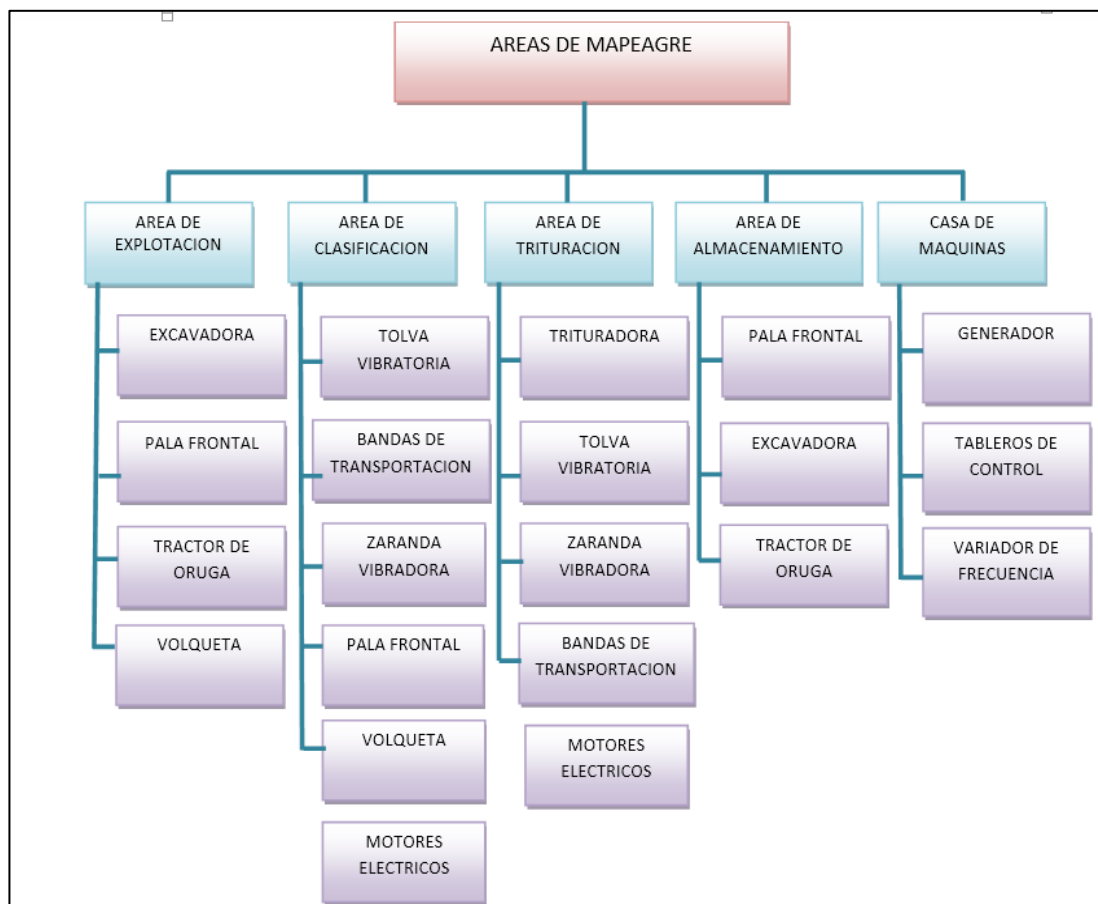 AREAS DE MAPEAGRE
AREA DE
EXPLOTACION
EXCAVADORA
PALA FRONTAL
TRACTOR DE
ORUGA
VOLQUETA
AREA DE
CLASIFICACION
TOLVA
VIBRATORIA
BANDAS DE
TRANSPORTACION
ZARANDA
VIBRADORA
PALA FRONTAL
VOLQUETA
MOTORES
ELECTRICOS
AREA DE
TRITURACION
TRITURADORA
TOLVA
VIBRATORIA
ZARANDA
VIBRADORA
BANDAS DE
TRANSPORTACION
MOTORES
ELECTRICOS
AREA DE
ALMACENAMIENTO
PALA FRONTAL
EXCAVADORA
TRACTOR DE
ORUGA
CASA DE
MAQUINAS
GENERADOR
TABLEROS DE
CONTROL
VARIADOR DE
FRECUENCIA